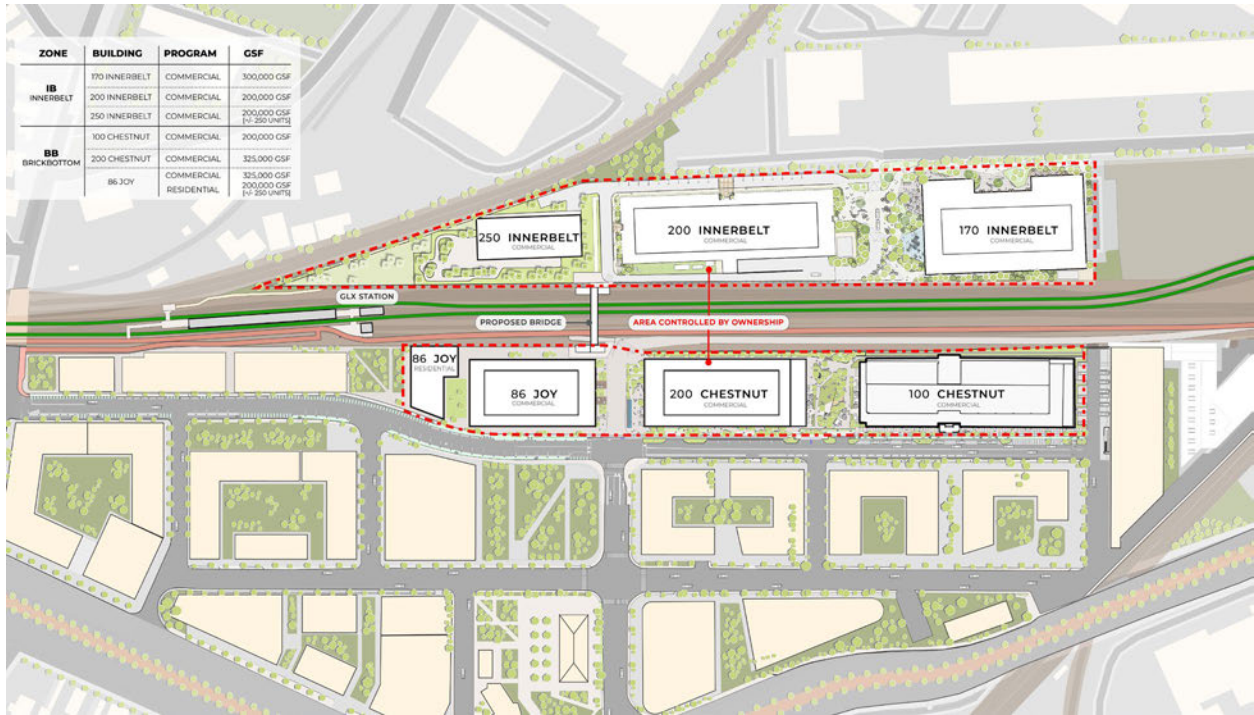 ZONE BUILDING PROGRAM GSF
IB
INNERBELT
170 INNERBELT COMMERCIAL 300,000 GSF
200 INNERBELT COMMERCIAL 200,000 GSF
250 INNERBELT COMMERCIAL 200,000 GSF
[+/- 250 UNITS]
BB
BRICKBOTTOM
100 CHESTNUT COMMERCIAL 200,000 GSF
200 CHESTNUT COMMERCIAL 325,000 GSF
86 JOY COMMERCIAL 325,000 GSF
RESIDENTIAL 200,000 GSF
[+/- 250 UNITS]
250 INNERBELT
COMMERCIAL
200 INNERBELT
COMMERCIAL
170 INNERBELT
COMMERCIAL
GLX STATION
PROPOSED BRIDGE
AREA CONTROLLED BY OWNERSHIP
86 JOY
RESIDENTIAL
86 JOY
COMMERCIAL
200 CHESTNUT
COMMERCIAL
100 CHESTNUT
COMMERCIAL